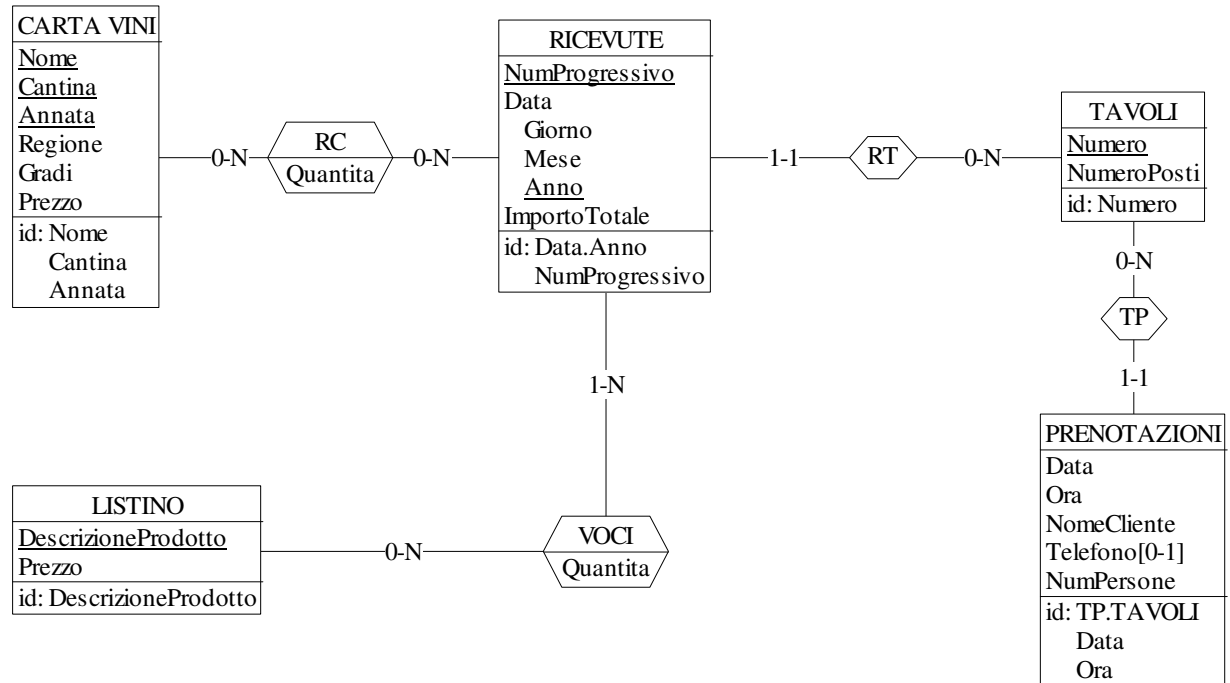 CARTA VINI
Nome
Cantina
Annata
Regione
Gradi
Prezzo
id: Nome
Cantina
Annata
0-N
RC
Quantita
0-N
RICEVUTE
NumProgressivo
Data
Giorno
Mese
Anno
ImportoTotale
id: Data.Anno
NumProgressivo
1-1
RT
0-N
TAVOLI
Numero
NumeroPosti
id: Numero
0-N
TP
1-1
PRENOTAZIONI
Data
Ora
NomeCliente
Telefono[0-1]
NumPersone
id: TP.TAVOLI
Data
Ora
1-N
VOCI
Quantita
0-N
LISTINO
DescrizioneProdotto
Prezzo
id: DescrizioneProdotto